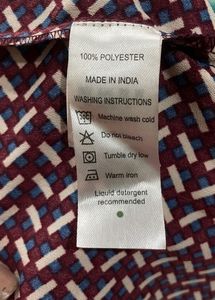 100% POLYESTER
MADE IN INDIA
WASHING INSTRUCTIONS
Machine wash cold
Do not bleach
Tumble dry low
Warm iron
Liquid detergent
recommended